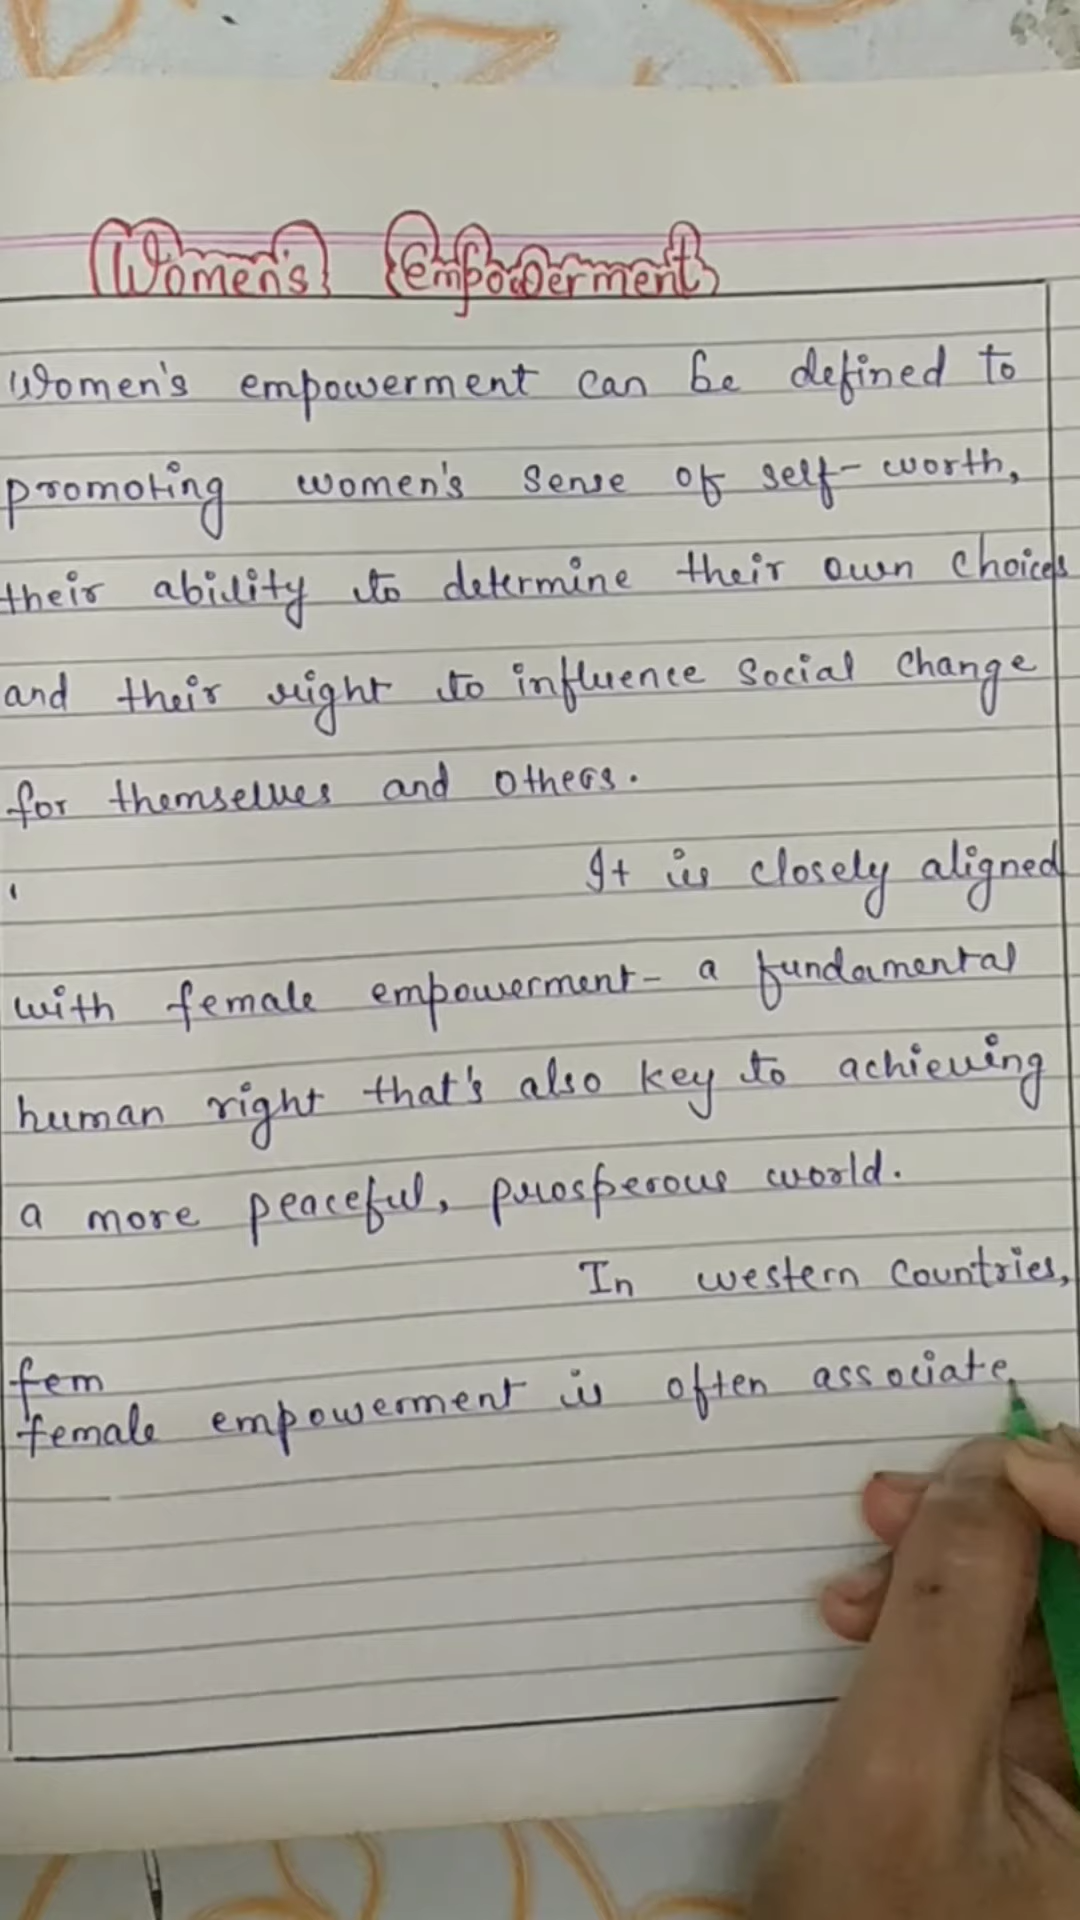 Women's Empowerment
Women's empowerment can be defined to
promoting women's sense of self-worth,
their ability to determine their own choices
and their right to influence social change
for themselves and others.
It is closely aligned
with female empowerment- a fundamental
human right that's also key to achieving
a more peaceful, prosperous world.
In western countries,
fem
female empowerment is often associate